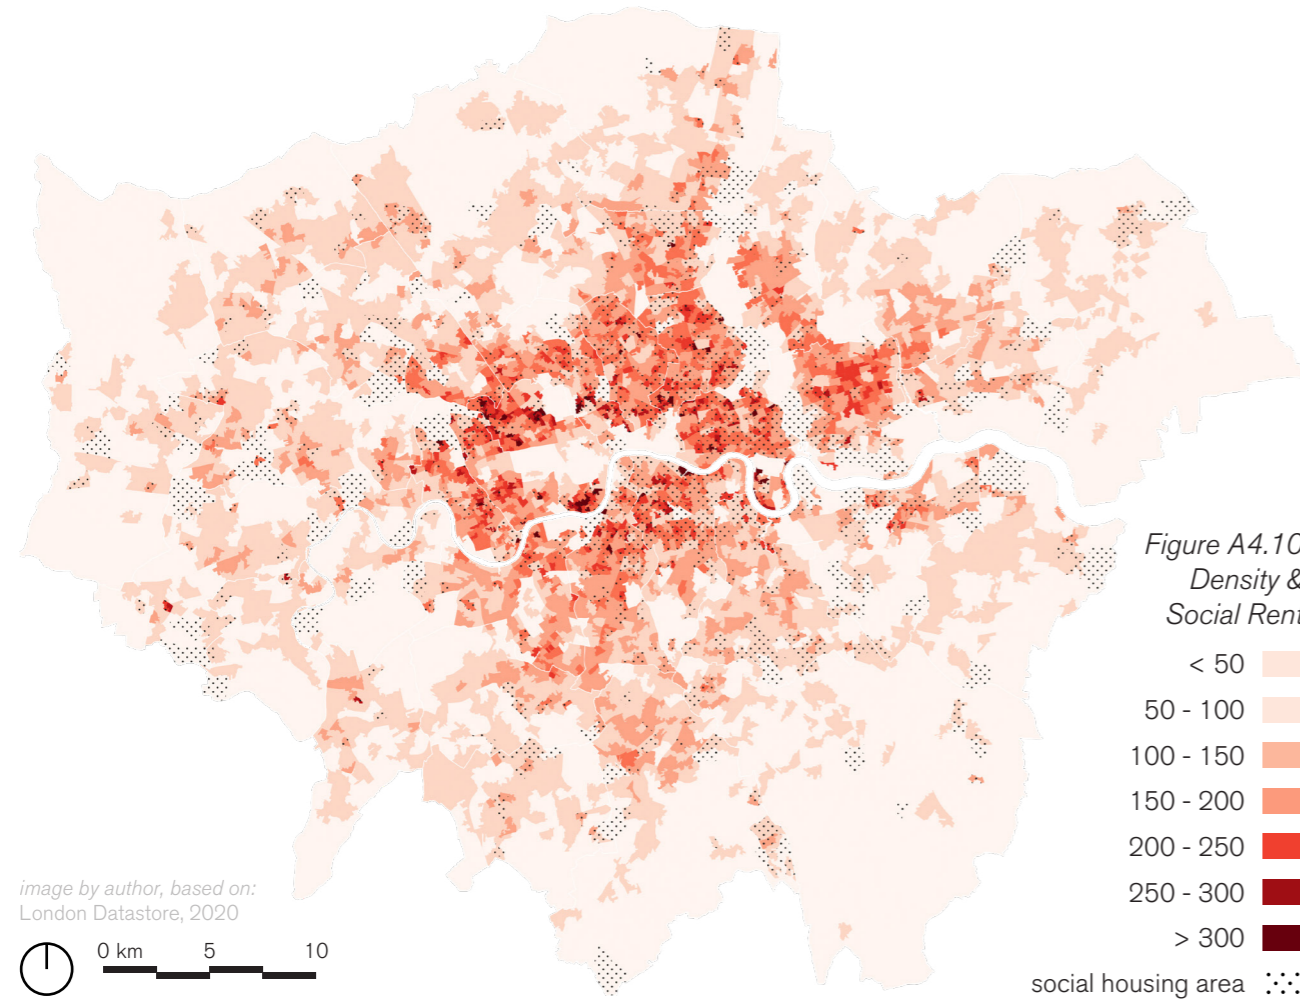 Figure A4.10
Density &
Social Rent
< 50
50 - 100
100 - 150
150 - 200
200 - 250
250 - 300
> 300
social housing area
image by author, based on:
London Datastore, 2020
0 km 5 10